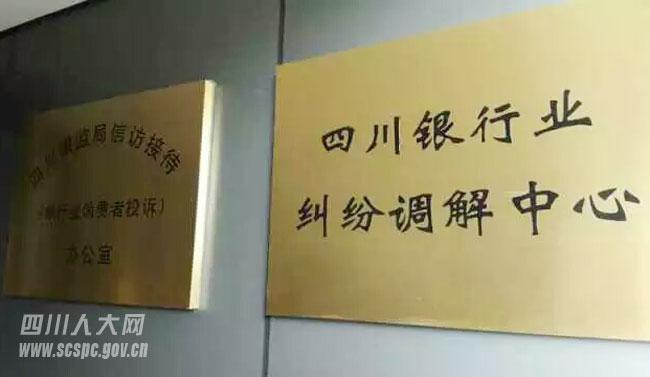 四川银监局信访接待
（银行业消费者投诉）
办公室
四川银行业
纠纷调解中心
四川人大网
www.scspc.gov.cn